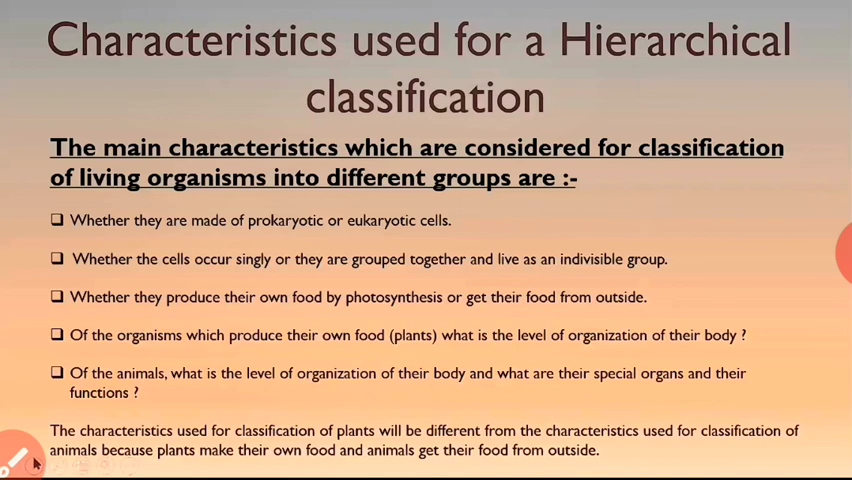 Characteristics used for a Hierarchical
classification
The main characteristics which are considered for classification
of living organisms into different groups are :-
❑ Whether they are made of prokaryotic or eukaryotic cells.
❑ Whether the cells occur singly or they are grouped together and live as an indivisible group.
❑ Whether they produce their own food by photosynthesis or get their food from outside.
❑ Of the organisms which produce their own food (plants) what is the level of organization of their body ?
❑ Of the animals, what is the level of organization of their body and what are their special organs and their
functions ?
The characteristics used for classification of plants will be different from the characteristics used for classification of
animals because plants make their own food and animals get their food from outside.